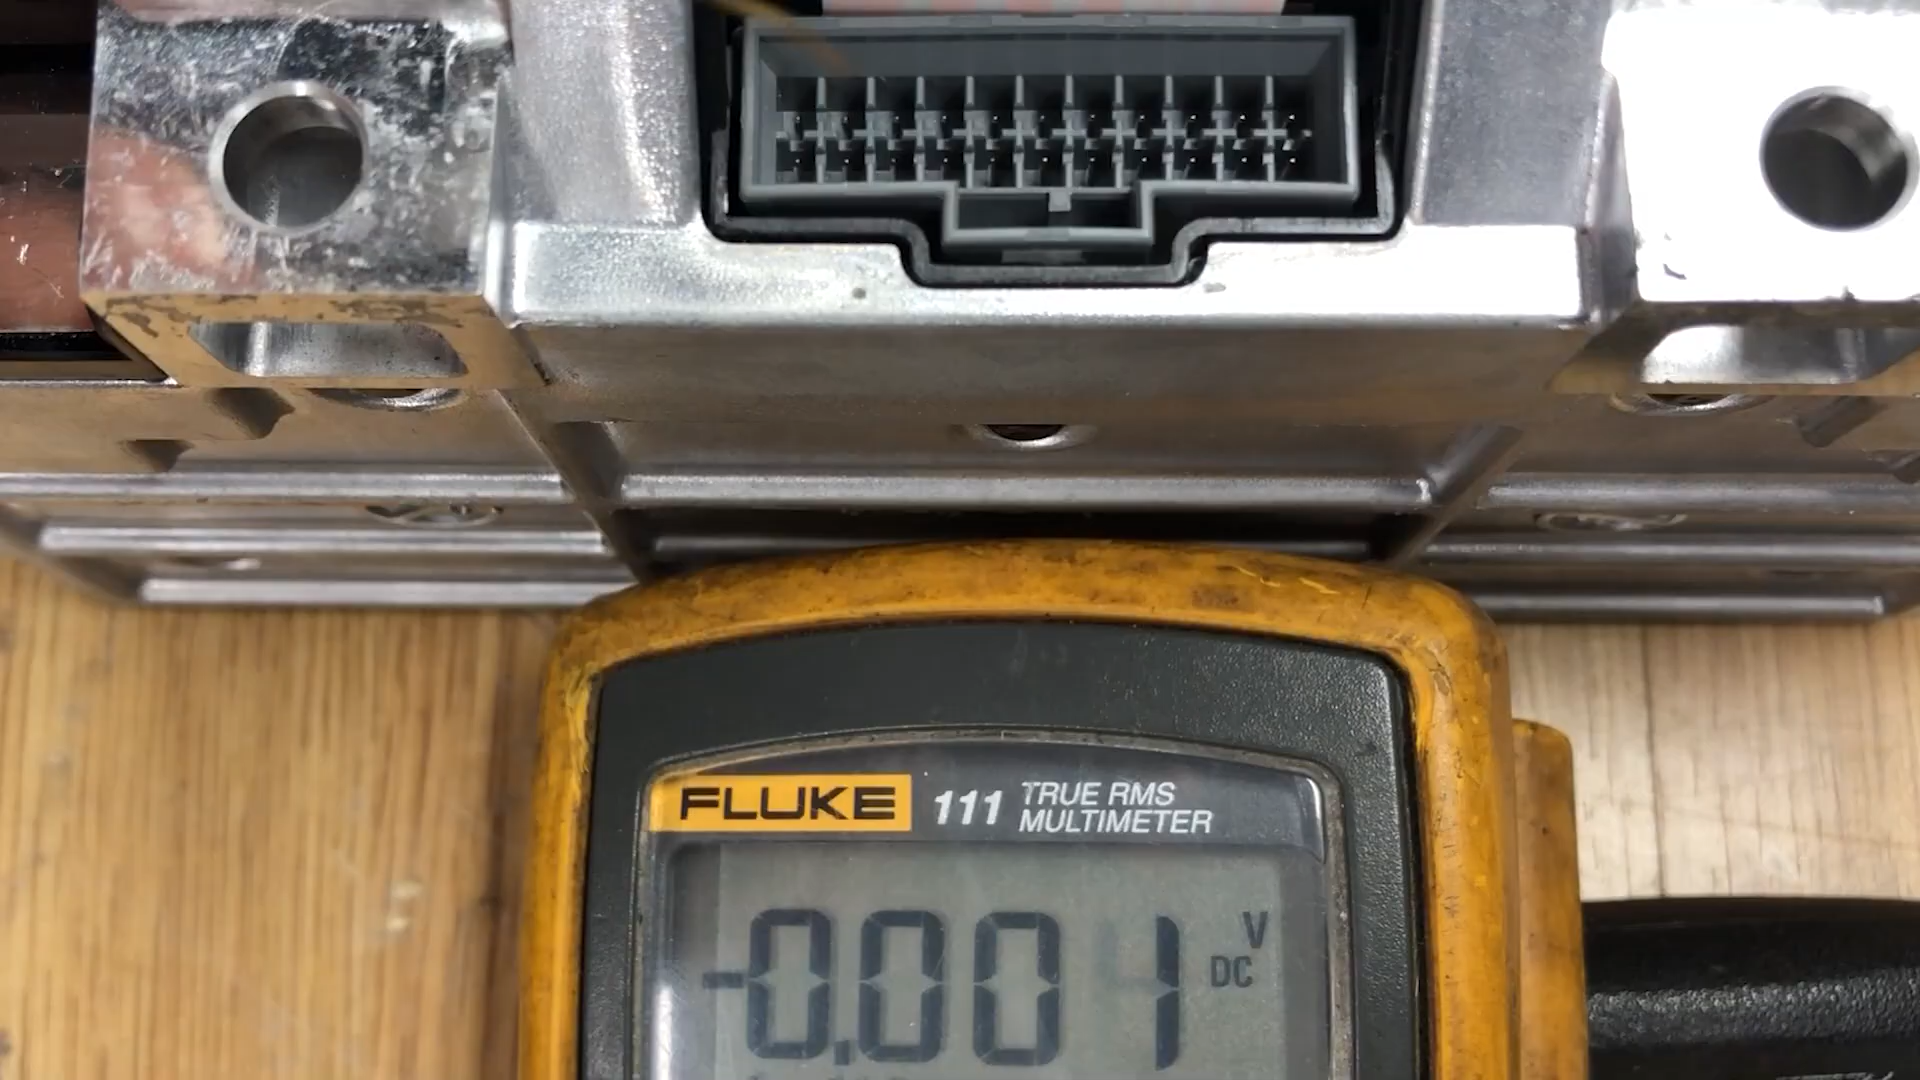 FLUKE 111 TRUE RMS
MULTIMETER
-0.001 V
DC